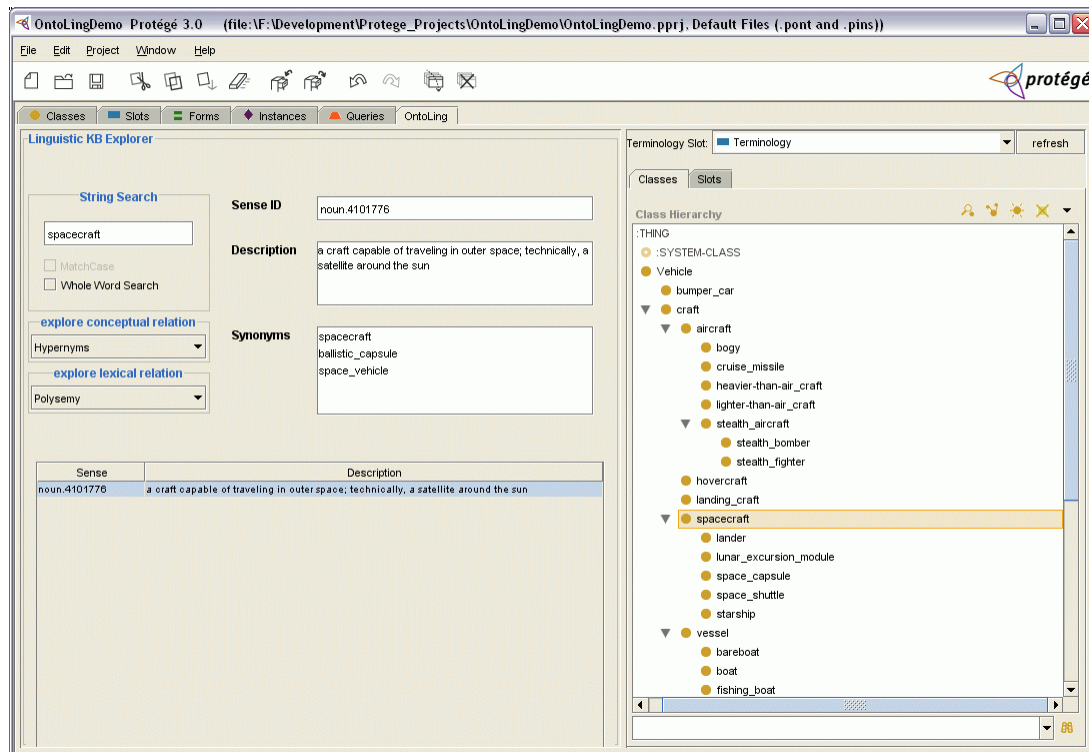 OntoLingDemo Protégé 3.0 (file:\F:\Development\Protege_Projects\OntoLingDemo\OntoLingDemo.pprj, Default Files (.pont and .pins))
File Edit Project Window Help
protégé
Classes Slots Forms Instances Queries OntoLing
Linguistic KB Explorer
String Search
spacecraft
MatchCase
Whole Word Search
explore conceptual relation
Hypernyms
explore lexical relation
Polysemy
Sense ID
noun.4101776
Description
a craft capable of traveling in outer space; technically, a
satellite around the sun
Synonyms
spacecraft
ballistic_capsule
space_vehicle
Sense Description
noun.4101776 a craft capable of traveling in outer space; technically, a satellite around the sun
Terminology Slot: Terminology refresh
Classes Slots
Class Hierarchy
:THING
:SYSTEM-CLASS
Vehicle
bumper_car
craft
aircraft
bogy
cruise_missile
heavier-than-air_craft
lighter-than-air_craft
stealth_aircraft
stealth_bomber
stealth_fighter
hovercraft
landing_craft
spacecraft
lander
lunar_excursion_module
space_capsule
space_shuttle
starship
vessel
bareboat
boat
fishing_boat